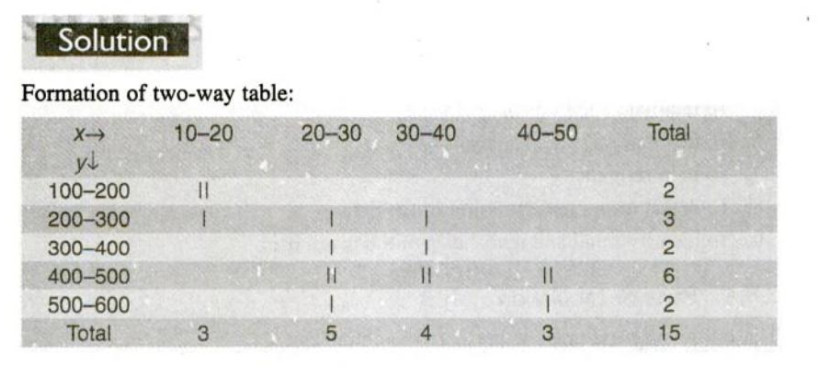 Solution
Formation of two-way table:
x→ 10–20 20–30 30–40 40–50 Total
y↓
100–200 || 2
200–300 | | | 3
300–400 | | 2
400–500 || || || 6
500–600 | | 2
Total 3 5 4 3 15